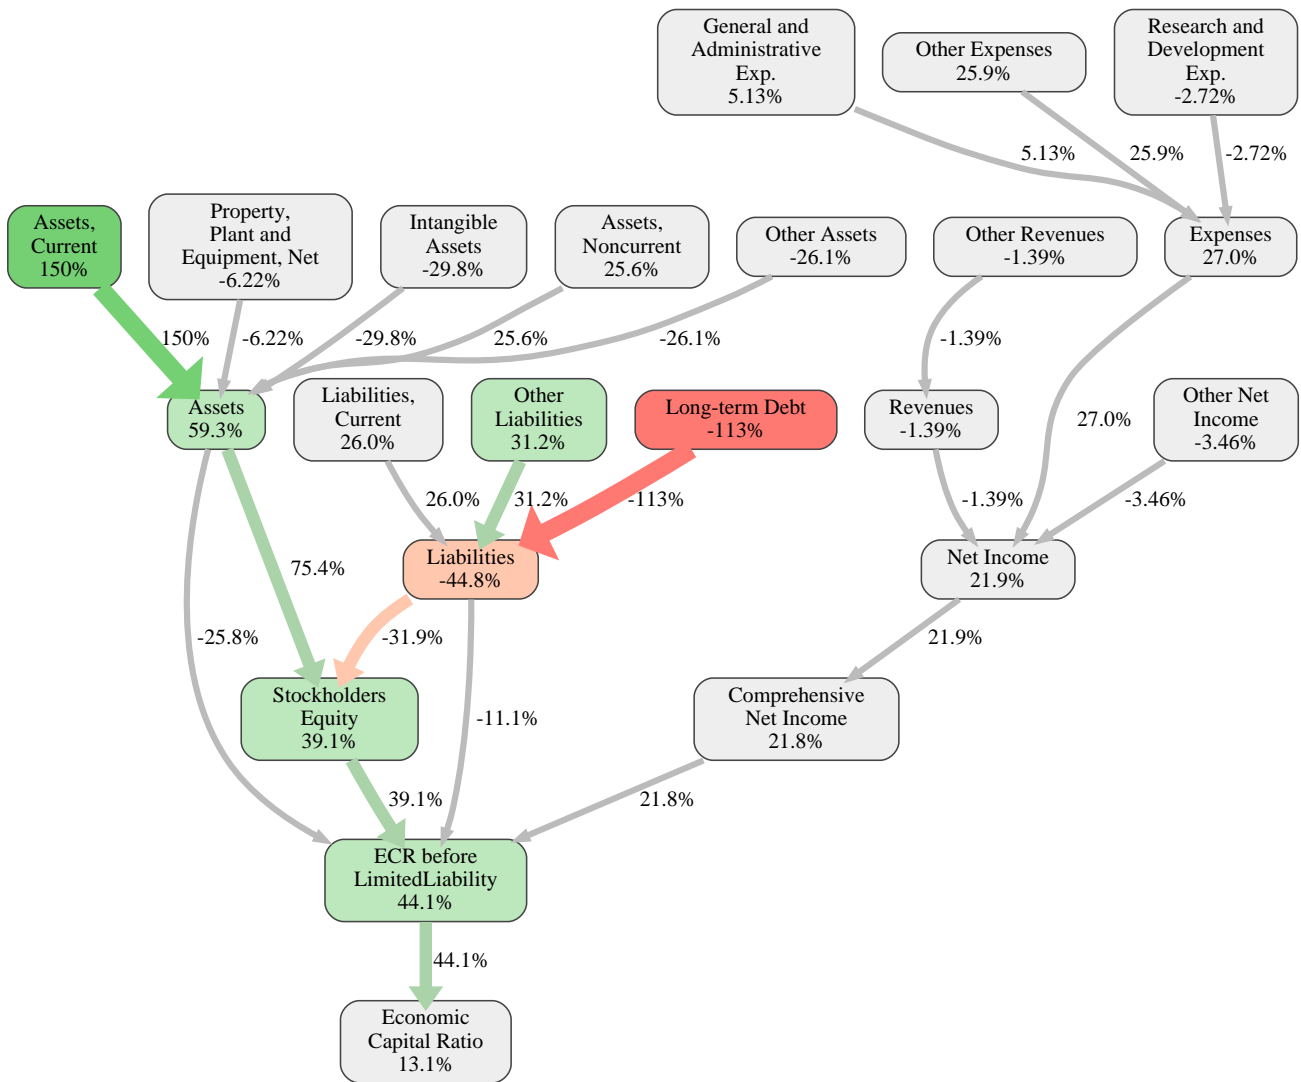 General and
Administrative
Exp.
5.13%
Other Expenses
25.9%
Research and
Development
Exp.
-2.72%
5.13%
25.9%
-2.72%
Assets,
Current
150%
Property,
Plant and
Equipment, Net
-6.22%
Intangible
Assets
-29.8%
Assets,
Noncurrent
25.6%
Other Assets
-26.1%
Other Revenues
-1.39%
Expenses
27.0%
150%
-6.22%
-29.8%
25.6%
-26.1%
-1.39%
Assets
59.3%
Liabilities,
Current
26.0%
Other
Liabilities
31.2%
Long-term Debt
-113%
Revenues
-1.39%
27.0%
Other Net
Income
-3.46%
26.0%
31.2%
-113%
-1.39%
-3.46%
75.4%
Liabilities
-44.8%
Net Income
21.9%
-25.8%
-31.9%
21.9%
Stockholders
Equity
39.1%
-11.1%
Comprehensive
Net Income
21.8%
39.1%
21.8%
ECR before
LimitedLiability
44.1%
44.1%
Economic
Capital Ratio
13.1%